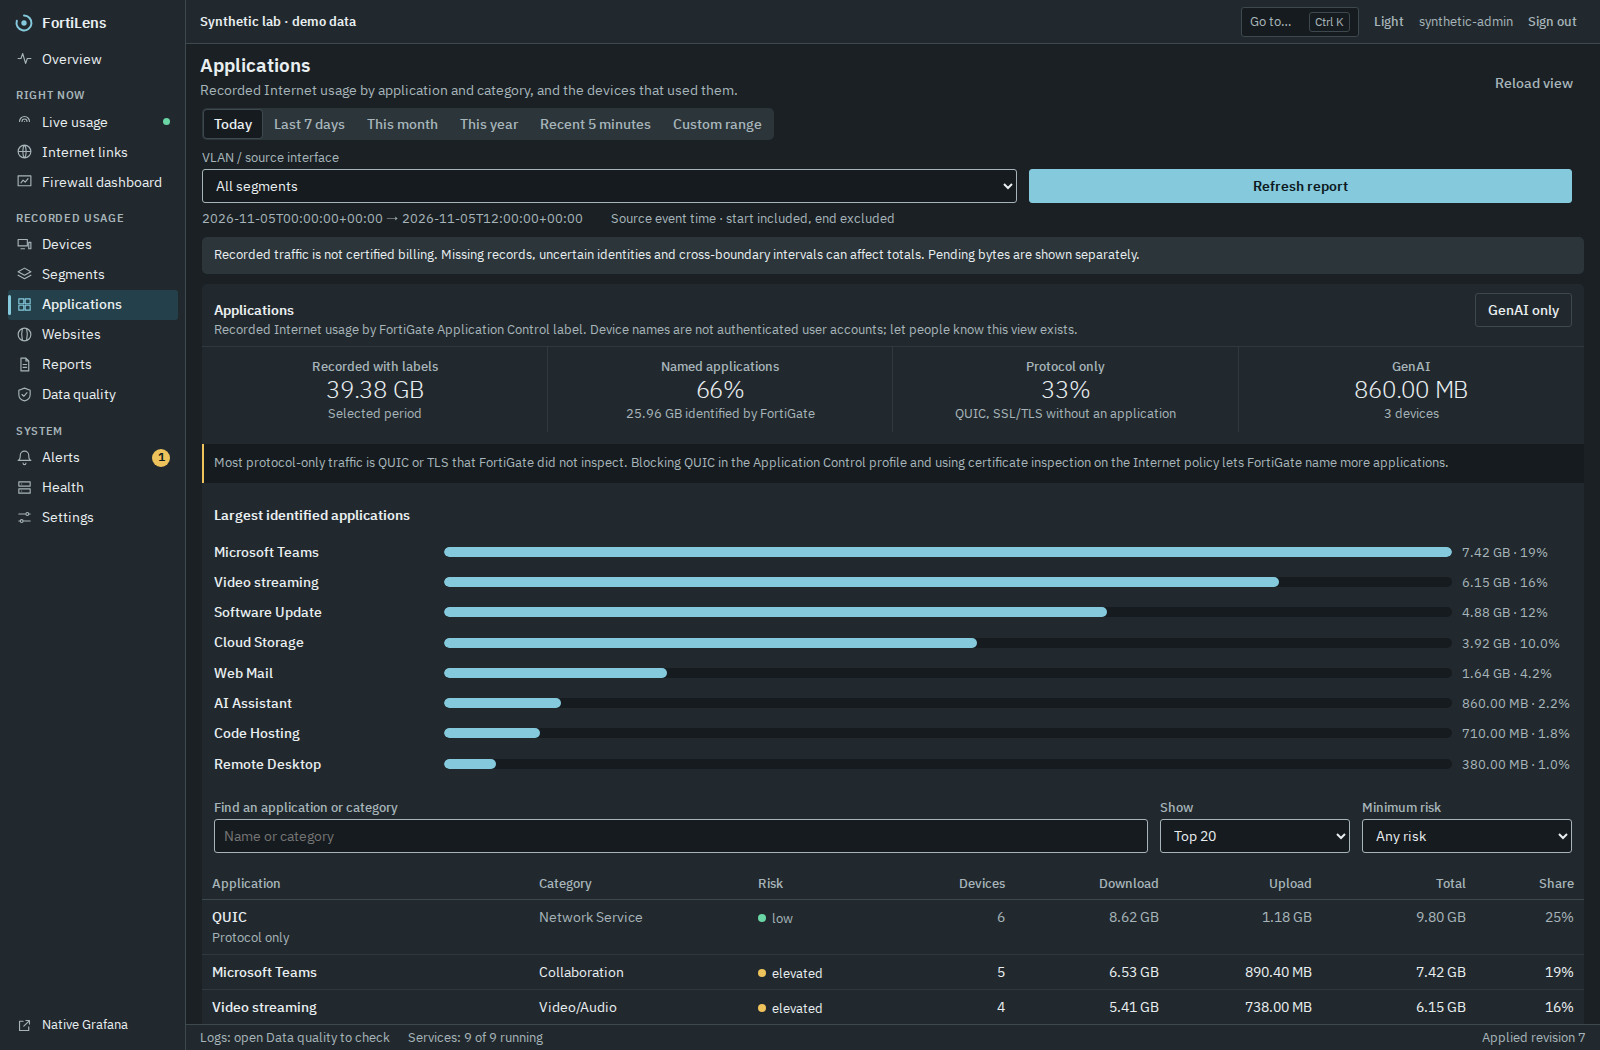 FortiLens
Overview
RIGHT NOW
Live usage
Internet links
Firewall dashboard
RECORDED USAGE
Devices
Segments
Applications
Websites
Reports
Data quality
SYSTEM
Alerts 1
Health
Settings
Native Grafana
Synthetic lab · demo data
Go to... Ctrl K Light synthetic-admin Sign out
Applications
Recorded Internet usage by application and category, and the devices that used them.
Reload view
Today Last 7 days This month This year Recent 5 minutes Custom range
VLAN / source interface
All segments Refresh report
2026-11-05T00:00:00+00:00 → 2026-11-05T12:00:00+00:00 Source event time · start included, end excluded
Recorded traffic is not certified billing. Missing records, uncertain identities and cross-boundary intervals can affect totals. Pending bytes are shown separately.
Applications
Recorded Internet usage by FortiGate Application Control label. Device names are not authenticated user accounts; let people know this view exists.
GenAI only
Recorded with labels
39.38 GB
Selected period
Named applications
66%
25.96 GB identified by FortiGate
Protocol only
33%
QUIC, SSL/TLS without an application
GenAI
860.00 MB
3 devices
Most protocol-only traffic is QUIC or TLS that FortiGate did not inspect. Blocking QUIC in the Application Control profile and using certificate inspection on the Internet policy lets FortiGate name more applications.
Largest identified applications
Microsoft Teams 7.42 GB · 19%
Video streaming 6.15 GB · 16%
Software Update 4.88 GB · 12%
Cloud Storage 3.92 GB · 10.0%
Web Mail 1.64 GB · 4.2%
AI Assistant 860.00 MB · 2.2%
Code Hosting 710.00 MB · 1.8%
Remote Desktop 380.00 MB · 1.0%
Find an application or category Show Minimum risk
Name or category Top 20 Any risk
Application Category Risk Devices Download Upload Total Share
QUIC Network Service low 6 8.62 GB 1.18 GB 9.80 GB 25%
Protocol only
Microsoft Teams Collaboration elevated 5 6.53 GB 890.40 MB 7.42 GB 19%
Video streaming Video/Audio elevated 4 5.41 GB 738.00 MB 6.15 GB 16%
Logs: open Data quality to check Services: 9 of 9 running Applied revision 7